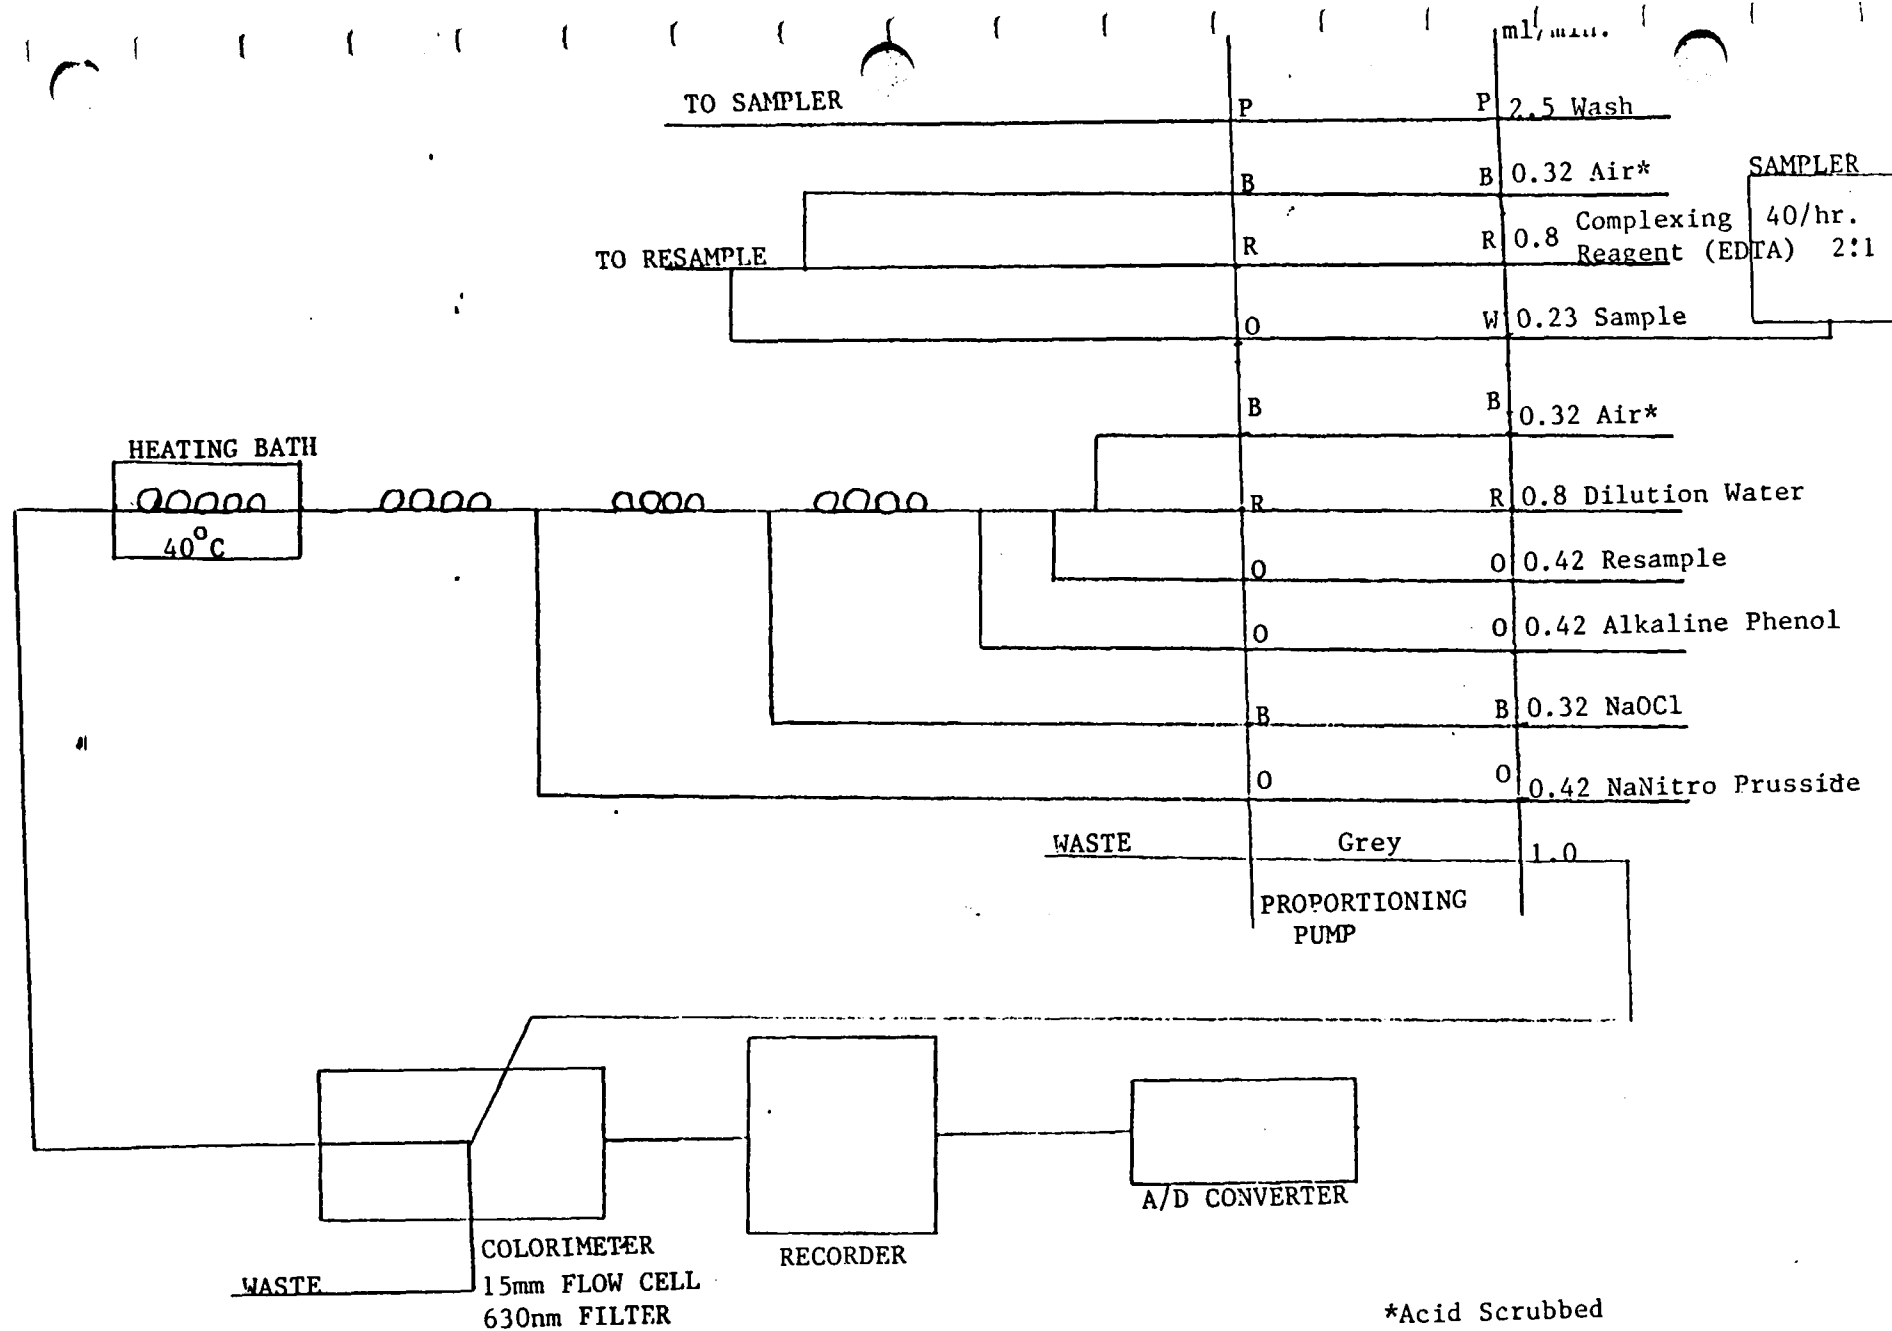 ml/min.
TO SAMPLER P P 2.5 Wash
B B 0.32 Air*
SAMPLER
40/hr.
2:1
TO RESAMPLE R R 0.8 Complexing
Reagent (EDTA)
O W 0.23 Sample
B B 0.32 Air*
HEATING BATH
40°C
R R 0.8 Dilution Water
O O 0.42 Resample
O O 0.42 Alkaline Phenol
B B 0.32 NaOCl
O O 0.42 NaNitro Prusside
WASTE Grey 1.0
PROPORTIONING
PUMP
A/D CONVERTER
RECORDER
COLORIMETER
15mm FLOW CELL
630nm FILTER
WASTE
*Acid Scrubbed